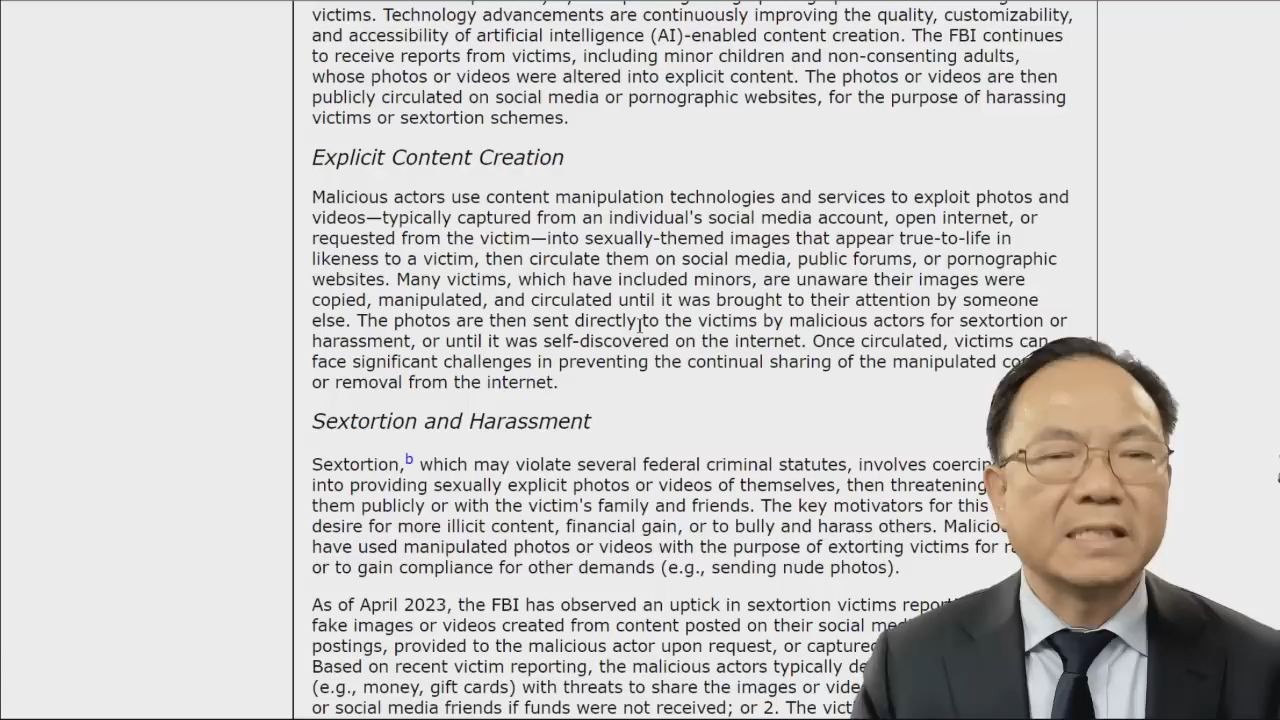 victims. Technology advancements are continuously improving the quality, customizability,
and accessibility of artificial intelligence (AI)-enabled content creation. The FBI continues
to receive reports from victims, including minor children and non-consenting adults,
whose photos or videos were altered into explicit content. The photos or videos are then
publicly circulated on social media or pornographic websites, for the purpose of harassing
victims or sextortion schemes.
Explicit Content Creation
Malicious actors use content manipulation technologies and services to exploit photos and
videos—typically captured from an individual's social media account, open internet, or
requested from the victim—into sexually-themed images that appear true-to-life in
likeness to a victim, then circulate them on social media, public forums, or pornographic
websites. Many victims, which have included minors, are unaware their images were
copied, manipulated, and circulated until it was brought to their attention by someone
else. The photos are then sent directly to the victims by malicious actors for sextortion or
harassment, or until it was self-discovered on the internet. Once circulated, victims can
face significant challenges in preventing the continual sharing of the manipulated
or removal from the internet.
Sextortion and Harassment
Sextortion,b which may violate several federal criminal statutes, involves
into providing sexually explicit photos or videos of themselves, then threatening
them publicly or with the victim's family and friends. The key motivators for this
desire for more illicit content, financial gain, or to bully and harass others.
have used manipulated photos or videos with the purpose of extorting victims for
or to gain compliance for other demands (e.g., sending nude photos).
As of April 2023, the FBI has observed an uptick in sextortion victims
fake images or videos created from content posted on their social
postings, provided to the malicious actor upon request, or captured
Based on recent victim reporting, the malicious actors typically
(e.g., money, gift cards) with threats to share the images or
or social media friends if funds were not received; or 2. The